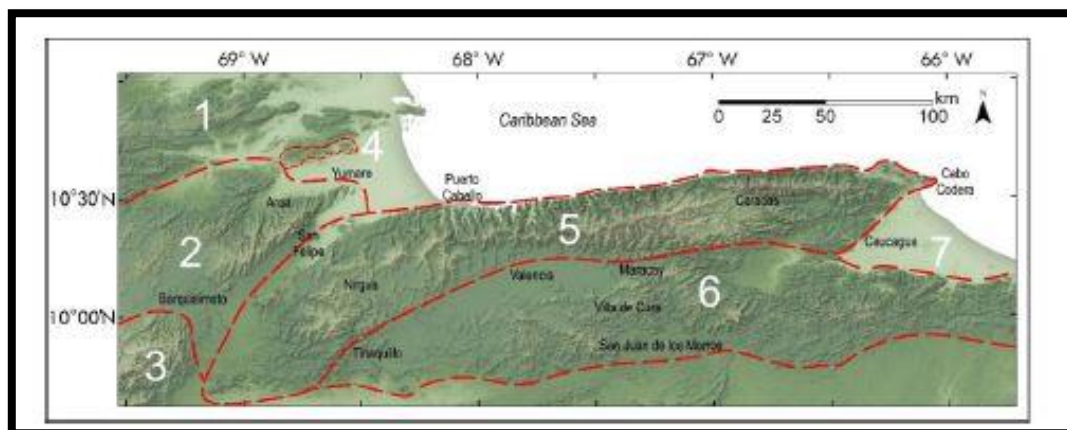 69° W 68° W 67° W 66° W
1
4
Caribbean Sea
km
0 25 50 100
N
Yumare
Puerto
Cabello
Cabo
Codera
10°30'N
Aroa
2
San
Felipe
5
Caracas
Caucagua
7
Nirgua
Valencia
Maracay
6
Barquisimeto
Villa de Cura
10°00'N
3
Tinaquillo
San Juan de los Morros